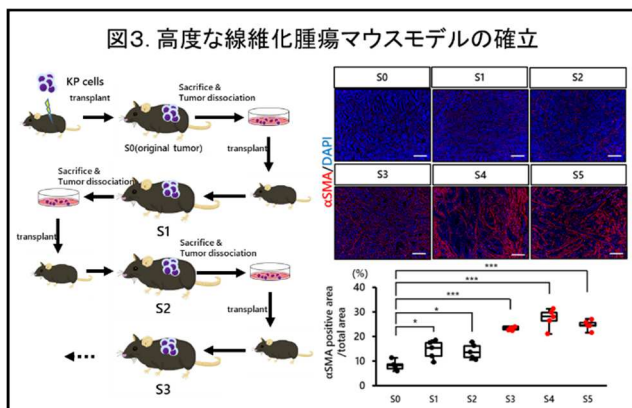 図3. 高度な線維化腫瘍マウスモデルの確立
KP cells
transplant
Sacrifice &
Tumor dissociation
S0(original tumor)
transplant
Sacrifice &
Tumor dissociation
S1
transplant
Sacrifice &
Tumor dissociation
S2
transplant
S3
S0 S1 S2
S3 S4 S5
αSMA/DAPI
(%)
αSMA positive area
/total area
40
30
20
10
0
***
***
***
*
*
S0 S1 S2 S3 S4 S5